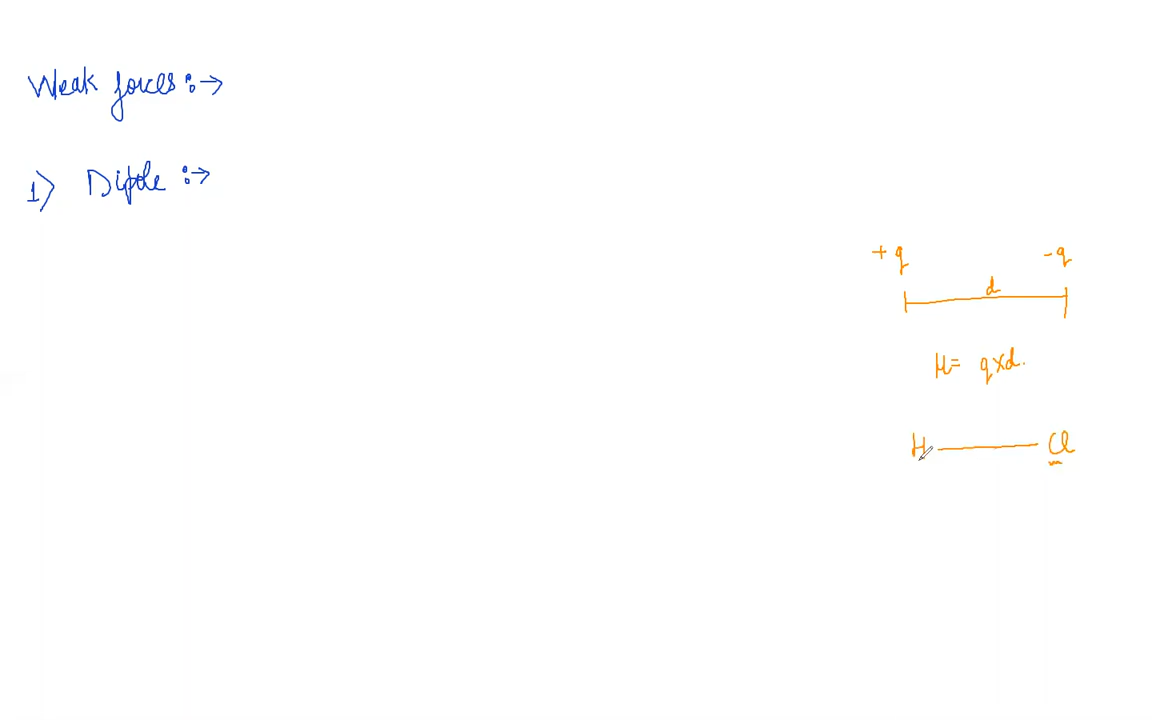 Weak forces :→
1) Dipole :→
+q -q
d
μ= q×d.
H — Cl